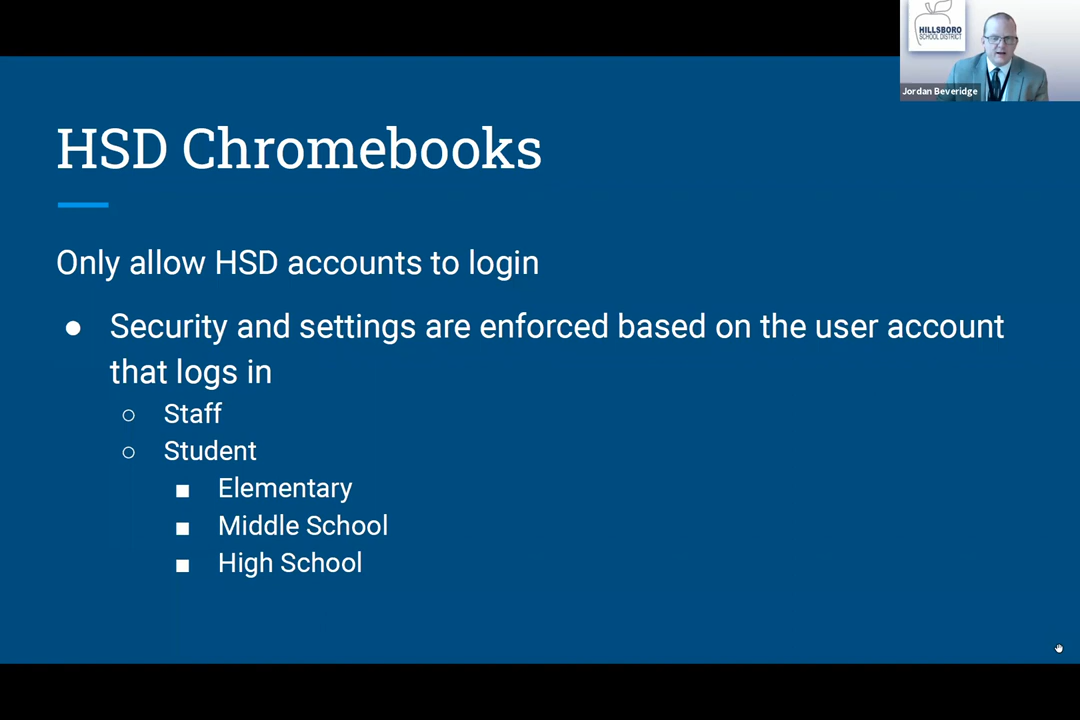 HILLSBORO
SCHOOL DISTRICT
Jordan Beveridge
HSD Chromebooks
Only allow HSD accounts to login
● Security and settings are enforced based on the user account
that logs in
○ Staff
○ Student
■ Elementary
■ Middle School
■ High School